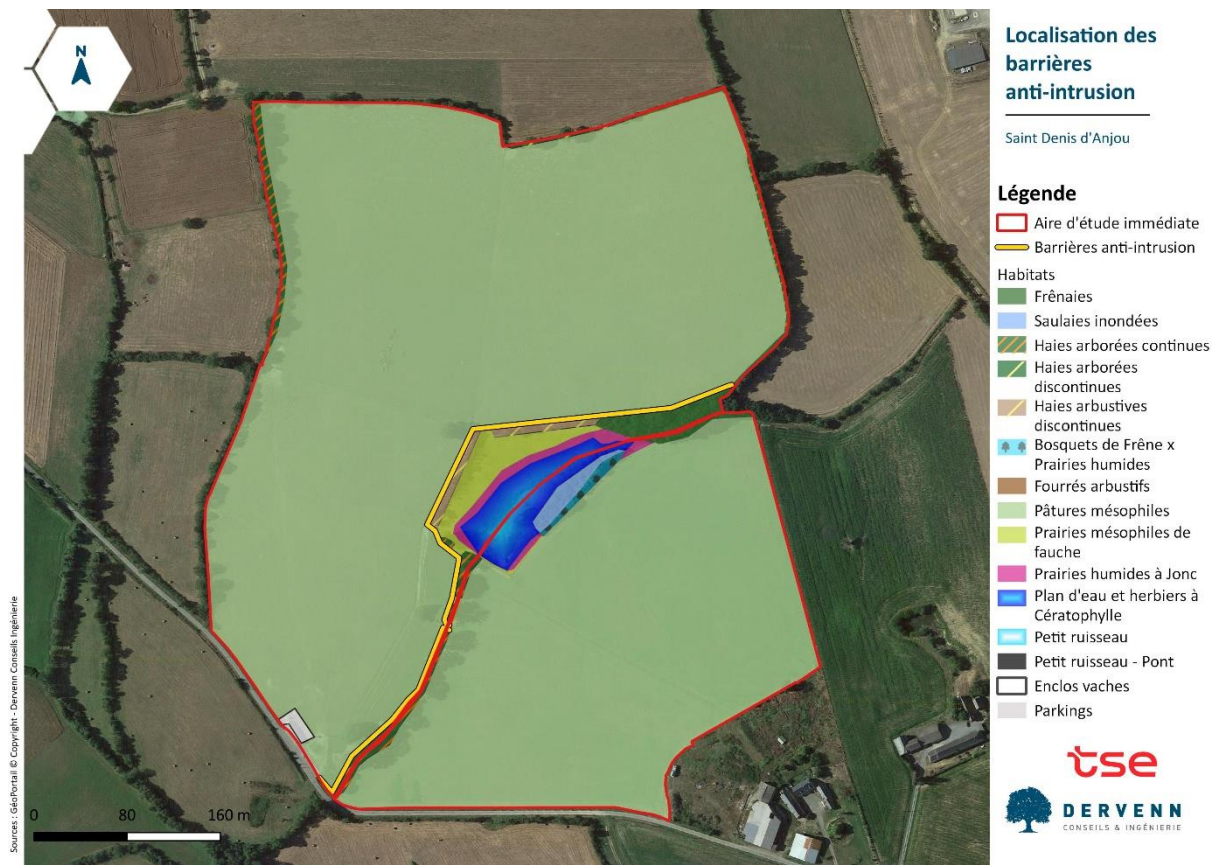 N
Localisation des
barrières
anti-intrusion
Saint Denis d'Anjou
Légende
Aire d'étude immédiate
Barrières anti-intrusion
Habitats
Frênaies
Saulaies inondées
Haies arborées continues
Haies arborées
discontinues
Haies arbustives
discontinues
Bosquets de Frêne x
Prairies humides
Fourrés arbustifs
Pâtures mésophiles
Prairies mésophiles de
fauche
Prairies humides à Jonc
Plan d'eau et herbiers à
Cératophylle
Petit ruisseau
Petit ruisseau - Pont
Enclos vaches
Parkings
tse
DERVENN
CONSEILS & INGÉNIERIE
0 80 160 m
Sources : GéoPortail © Copyright - Dervenn Conseils Ingénierie